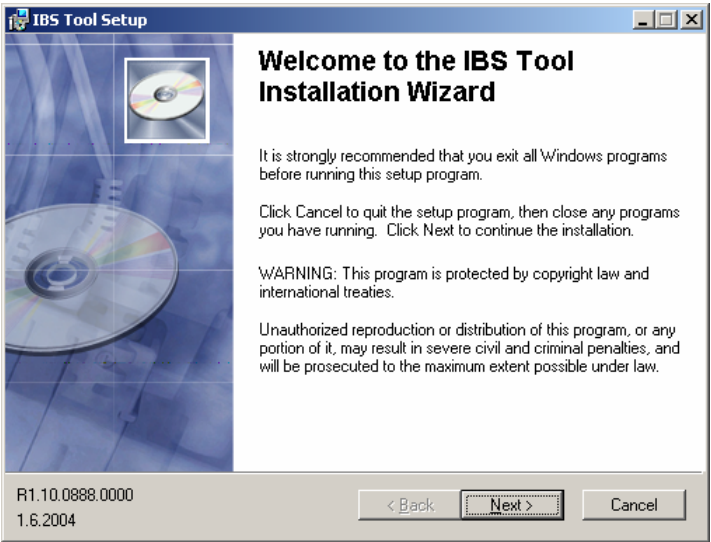 IBS Tool Setup
Welcome to the IBS Tool
Installation Wizard
It is strongly recommended that you exit all Windows programs
before running this setup program.
Click Cancel to quit the setup program, then close any programs
you have running. Click Next to continue the installation.
WARNING: This program is protected by copyright law and
international treaties.
Unauthorized reproduction or distribution of this program, or any
portion of it, may result in severe civil and criminal penalties, and
will be prosecuted to the maximum extent possible under law.
R1.10.0888.0000
1.6.2004
< Back
Next >
Cancel